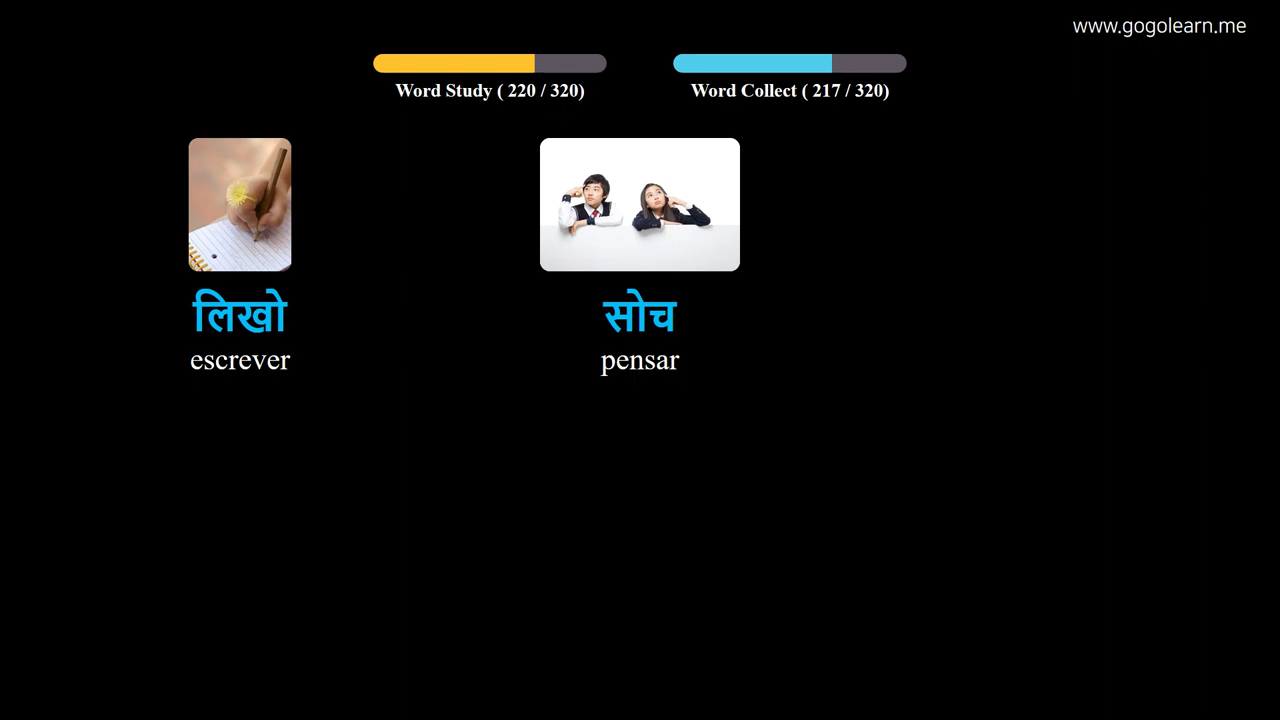 www.gogolearn.me
Word Study ( 220 / 320)
Word Collect ( 217 / 320)
लिखो
escrever
सोच
pensar